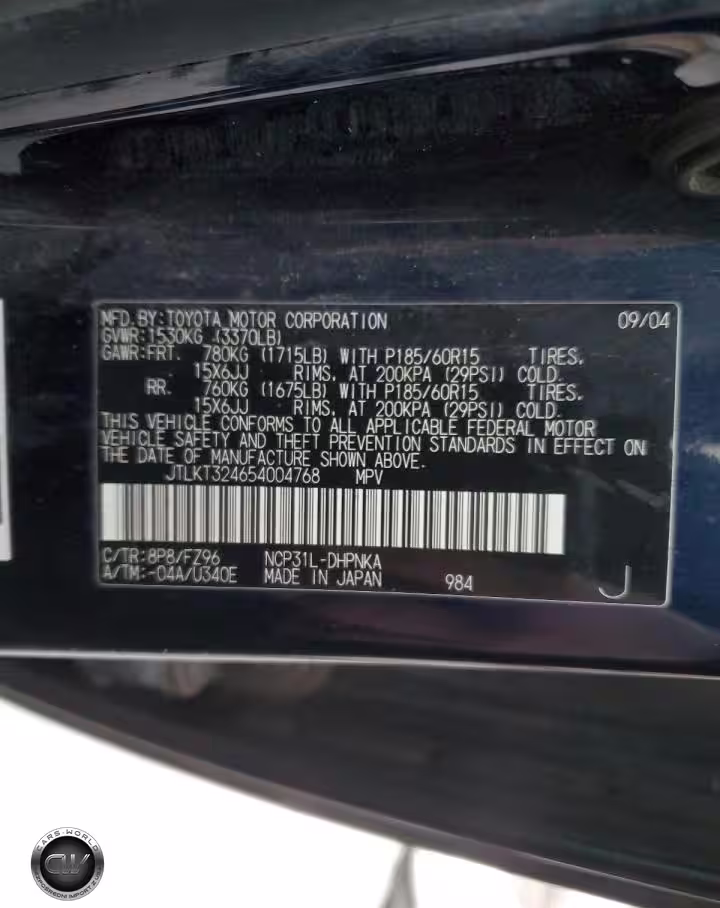 MFD.BY:TOYOTA MOTOR CORPORATION 09/04
GVWR:1530KG (3370LB)
GAWR:FRT. 780KG (1715LB) WITH P185/60R15 TIRES,
15X6JJ RIMS, AT 200KPA (29PSI) COLD.
RR. 760KG (1675LB) WITH P185/60R15 TIRES,
15X6JJ RIMS, AT 200KPA (29PSI) COLD.
THIS VEHICLE CONFORMS TO ALL APPLICABLE FEDERAL MOTOR
VEHICLE SAFETY AND THEFT PREVENTION STANDARDS IN EFFECT ON
THE DATE OF MANUFACTURE SHOWN ABOVE.
JTLKT324654004768 MPV
C/TR:8P8/FZ96 NCP31L-DHPNKA
A/TM:-04A/U340E MADE IN JAPAN 984 J
CARS-WORLD
CW